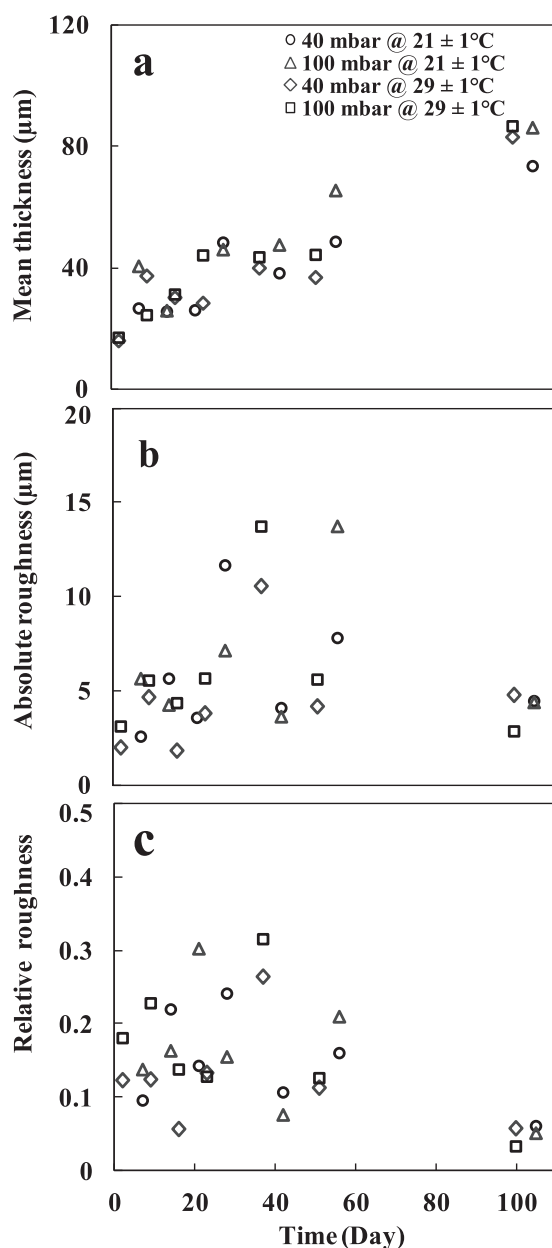 120
80
40
0
Mean thickness (µm)
a
40 mbar @ 21 ± 1°C
100 mbar @ 21 ± 1°C
40 mbar @ 29 ± 1°C
100 mbar @ 29 ± 1°C
20
15
10
5
0
Absolute roughness (µm)
b
0.5
0.4
0.3
0.2
0.1
0
Relative roughness
c
0 20 40 60 80 100
Time (Day)